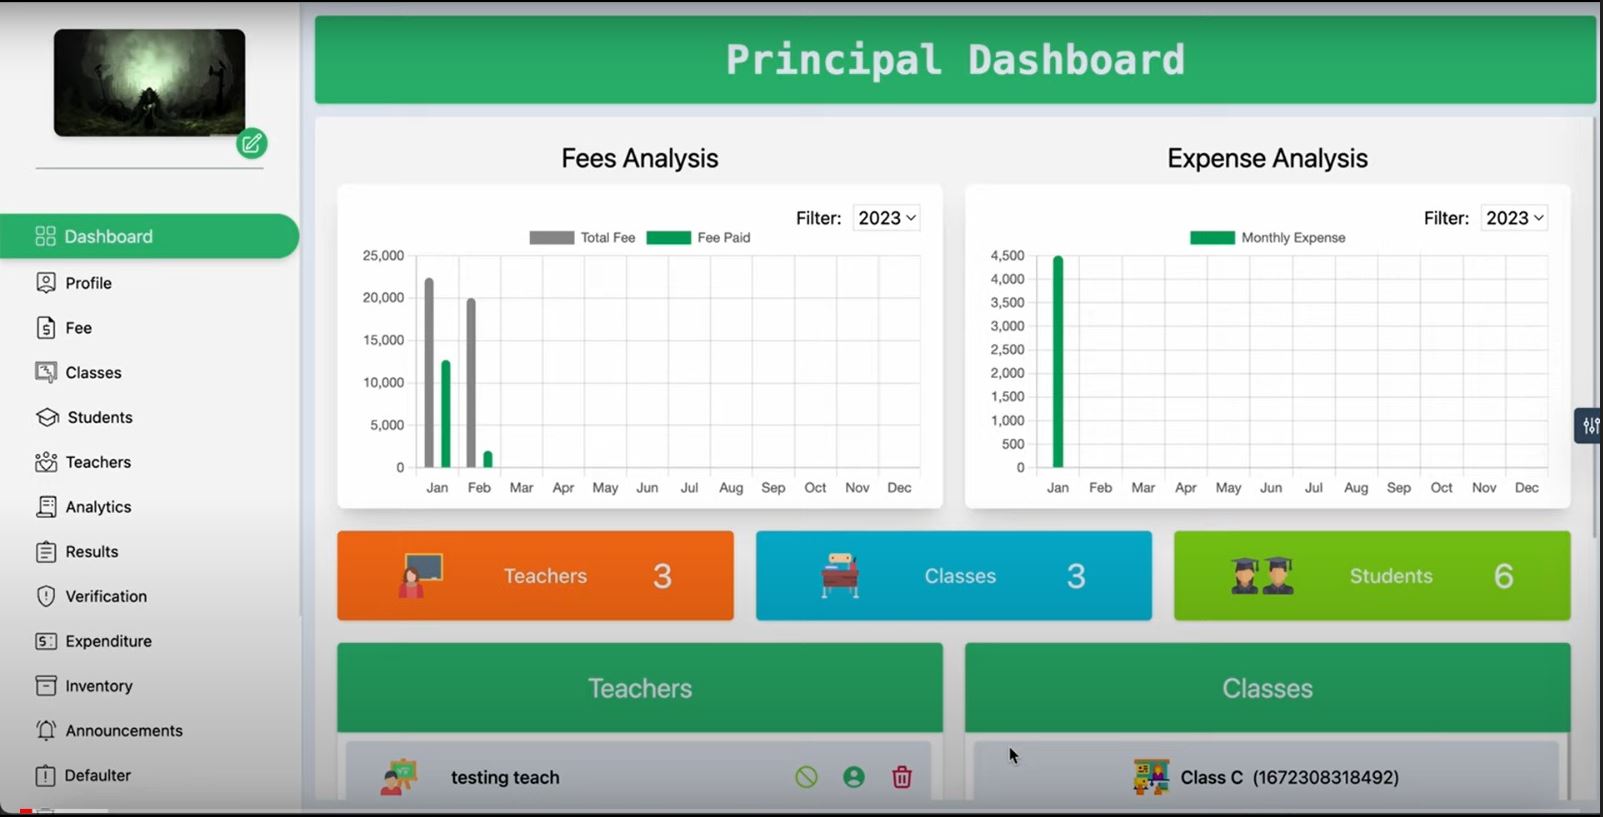 Principal Dashboard
Dashboard
Profile
Fee
Classes
Students
Teachers
Analytics
Results
Verification
Expenditure
Inventory
Announcements
Defaulter
Fees Analysis
Filter: 2023
Total Fee Fee Paid
25,000
20,000
15,000
10,000
5,000
0
Jan Feb Mar Apr May Jun Jul Aug Sep Oct Nov Dec
Expense Analysis
Filter: 2023
Monthly Expense
4,500
4,000
3,500
3,000
2,500
2,000
1,500
1,000
500
0
Jan Feb Mar Apr May Jun Jul Aug Sep Oct Nov Dec
Teachers 3
Classes 3
Students 6
Teachers
testing teach
Classes
Class C (1672308318492)